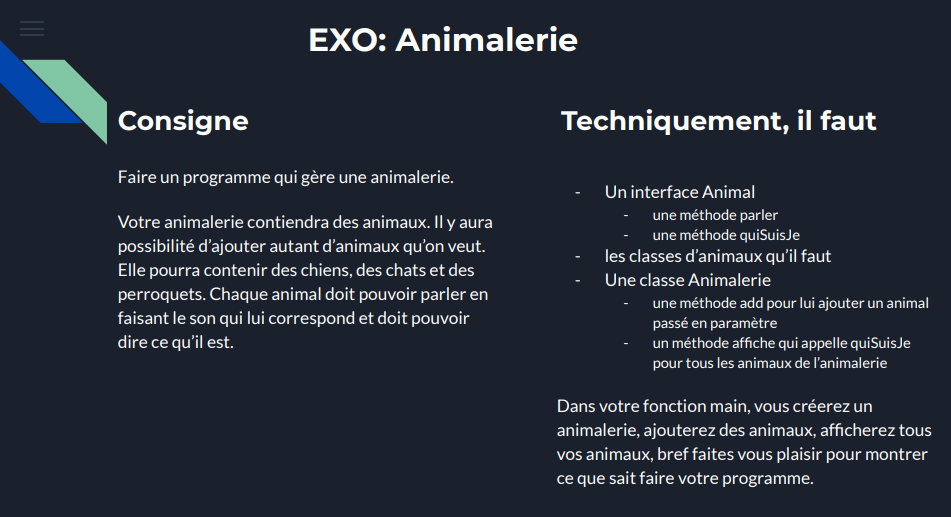 EXO: Animalerie
Consigne
Faire un programme qui gère une animalerie.
Votre animalerie contiendra des animaux. Il y aura
possibilité d'ajouter autant d'animaux qu'on veut.
Elle pourra contenir des chiens, des chats et des
perroquets. Chaque animal doit pouvoir parler en
faisant le son qui lui correspond et doit pouvoir
dire ce qu'il est.
Techniquement, il faut
- Un interface Animal
- une méthode parler
- une méthode quiSuisJe
- les classes d'animaux qu'il faut
- Une classe Animalerie
- une méthode add pour lui ajouter un animal
passé en paramètre
- un méthode affiche qui appelle quiSuisJe
pour tous les animaux de l'animalerie
Dans votre fonction main, vous créerez un
animalerie, ajouterez des animaux, afficherez tous
vos animaux, bref faites vous plaisir pour montrer
ce que sait faire votre programme.